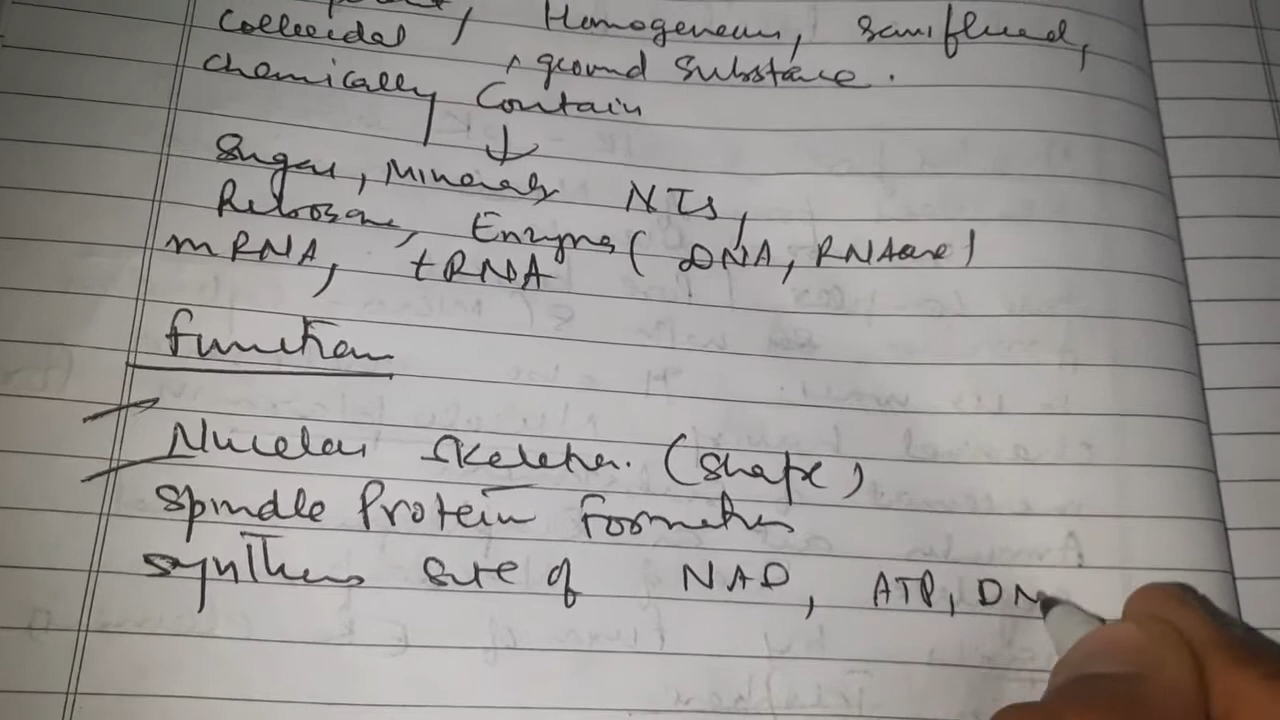 colloidal, Homogeneous, semifluid,
ground substance.
chemically Contain
Sugar, Minerals NTs,
Ribosome, Enzymes (DNA, RNAase)
mRNA, tRNA
Function
Nuclear skeleton. (shape)
Spindle Protein Formation
synthesis site of NAD, ATP, DN